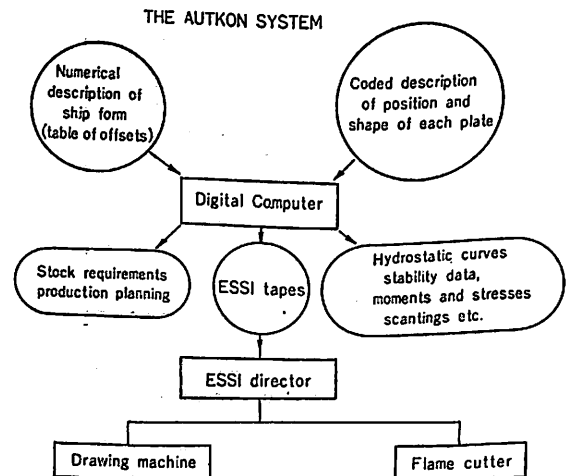 THE AUTKON SYSTEM
Numerical
description of
ship form
(table of offsets)
Coded description
of position and
shape of each plate
Digital Computer
Stock requirements
production planning
ESSI tapes
Hydrostatic curves
stability data,
moments and stresses
scantings etc.
ESSI director
Drawing machine
Flame cutter